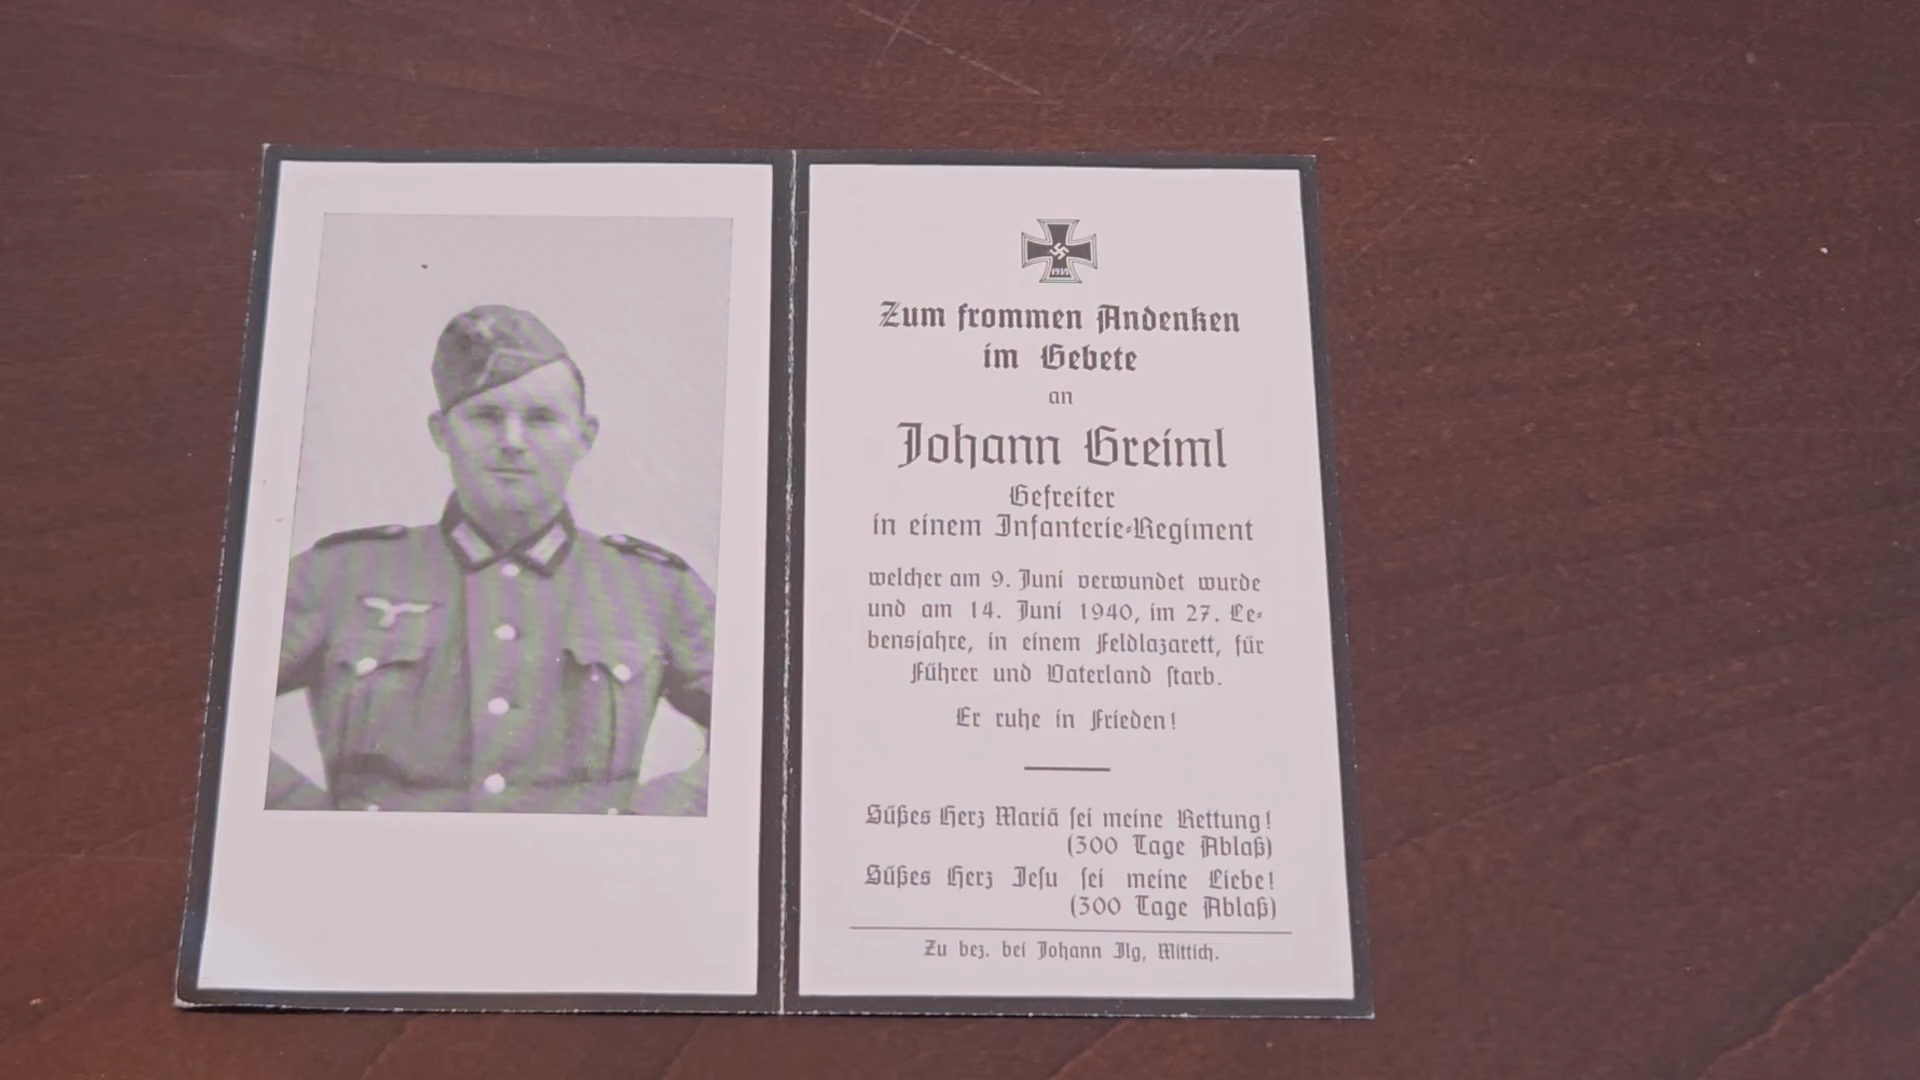 1939
Zum frommen Andenken
im Gebete
an
Johann Greiml
Gefreiter
in einem Infanterie-Regiment
welcher am 9. Juni verwundet wurde
und am 14. Juni 1940, im 27. Le-
bensjahre, in einem Feldlazarett, für
Führer und Vaterland starb.
Er ruhe in Frieden!
Süßes Herz Mariä sei meine Rettung!
(300 Tage Ablaß)
Süßes Herz Jesu sei meine Liebe!
(300 Tage Ablaß)
Zu bez. bei Johann Ilg, Mittich.